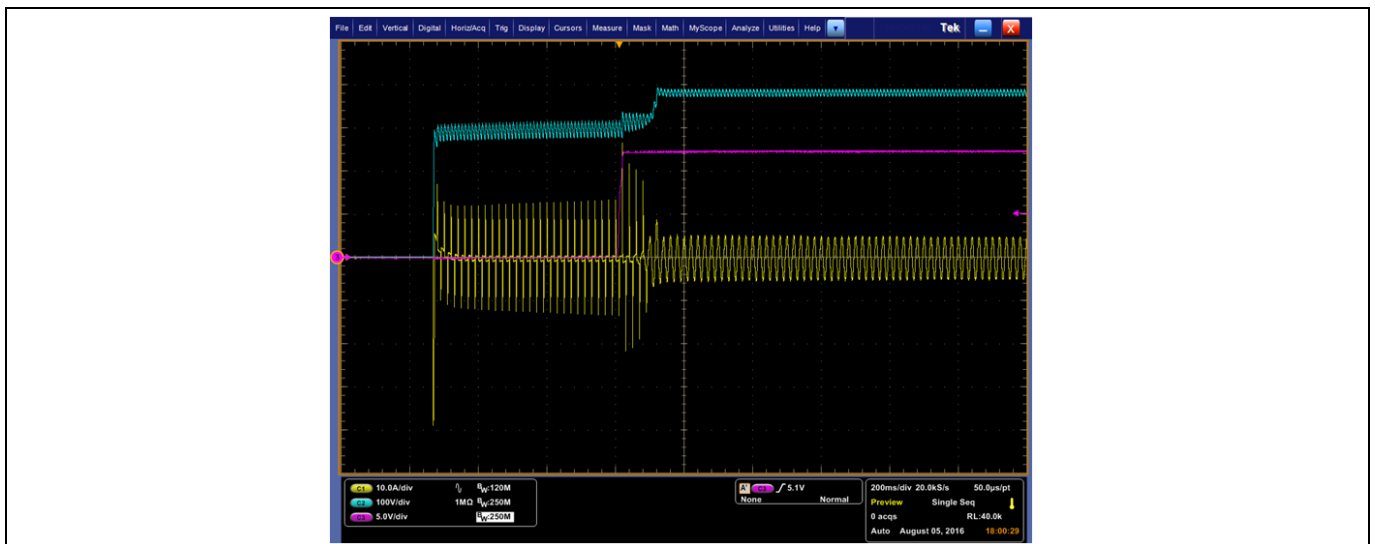 File Edit Vertical Digital Horiz/Acq Trig Display Cursors Measure Mask Math MyScope Analyze Utilities Help Tek X
C1 10.0A/div BW:120M
C2 100V/div 1MΩ BW:250M
C3 5.0V/div BW:250M
A' C3 5.1V
None Normal
200ms/div 20.0kS/s 50.0µs/pt
Preview Single Seq
0 acqs RL:40.0k
Auto August 05, 2016 18:00:29